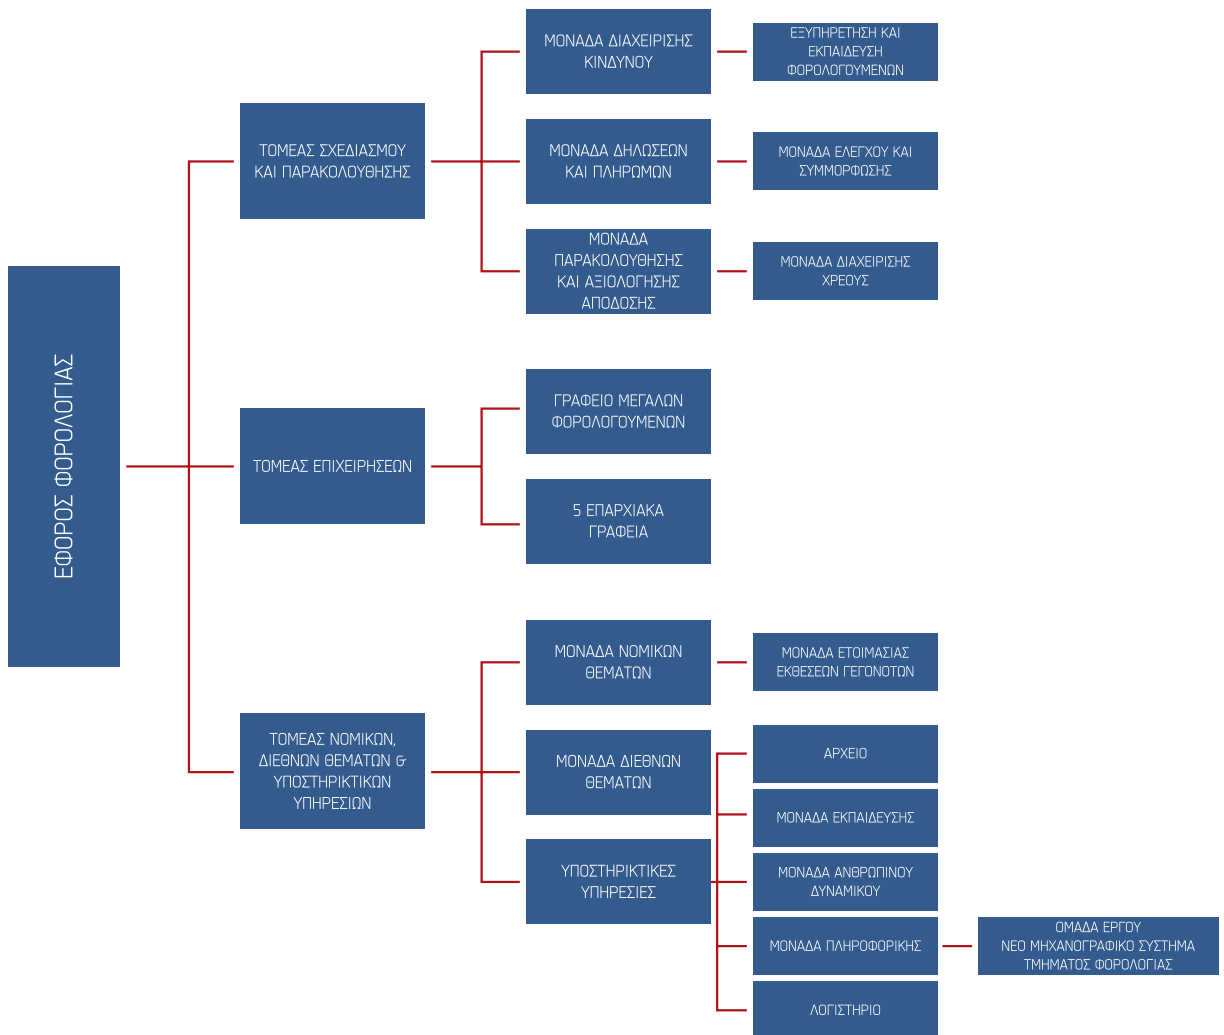 ΕΦΟΡΟΣ ΦΟΡΟΛΟΓΙΑΣ
ΤΟΜΕΑΣ ΣΧΕΔΙΑΣΜΟΥ
ΚΑΙ ΠΑΡΑΚΟΛΟΥΘΗΣΗΣ
ΜΟΝΑΔΑ ΔΙΑΧΕΙΡΙΣΗΣ
ΚΙΝΔΥΝΟΥ
ΕΞΥΠΗΡΕΤΗΣΗ ΚΑΙ
ΕΚΠΑΙΔΕΥΣΗ
ΦΟΡΟΛΟΓΟΥΜΕΝΩΝ
ΜΟΝΑΔΑ ΔΗΛΩΣΕΩΝ
ΚΑΙ ΠΛΗΡΩΜΩΝ
ΜΟΝΑΔΑ ΕΛΕΓΧΟΥ ΚΑΙ
ΣΥΜΜΟΡΦΩΣΗΣ
ΜΟΝΑΔΑ
ΠΑΡΑΚΟΛΟΥΘΗΣΗΣ
ΚΑΙ ΑΞΙΟΛΟΓΗΣΗΣ
ΑΠΟΔΟΣΗΣ
ΜΟΝΑΔΑ ΔΙΑΧΕΙΡΙΣΗΣ
ΧΡΕΟΥΣ
ΤΟΜΕΑΣ ΕΠΙΧΕΙΡΗΣΕΩΝ
ΓΡΑΦΕΙΟ ΜΕΓΑΛΩΝ
ΦΟΡΟΛΟΓΟΥΜΕΝΩΝ
5 ΕΠΑΡΧΙΑΚΑ
ΓΡΑΦΕΙΑ
ΤΟΜΕΑΣ ΝΟΜΙΚΩΝ,
ΔΙΕΘΝΩΝ ΘΕΜΑΤΩΝ &
ΥΠΟΣΤΗΡΙΚΤΙΚΩΝ
ΥΠΗΡΕΣΙΩΝ
ΜΟΝΑΔΑ ΝΟΜΙΚΩΝ
ΘΕΜΑΤΩΝ
ΜΟΝΑΔΑ ΕΤΟΙΜΑΣΙΑΣ
ΕΚΘΕΣΕΩΝ ΓΕΓΟΝΟΤΩΝ
ΜΟΝΑΔΑ ΔΙΕΘΝΩΝ
ΘΕΜΑΤΩΝ
ΥΠΟΣΤΗΡΙΚΤΙΚΕΣ
ΥΠΗΡΕΣΙΕΣ
ΑΡΧΕΙΟ
ΜΟΝΑΔΑ ΕΚΠΑΙΔΕΥΣΗΣ
ΜΟΝΑΔΑ ΑΝΘΡΩΠΙΝΟΥ
ΔΥΝΑΜΙΚΟΥ
ΜΟΝΑΔΑ ΠΛΗΡΟΦΟΡΙΚΗΣ
ΟΜΑΔΑ ΕΡΓΟΥ
ΝΕΟ ΜΗΧΑΝΟΓΡΑΦΙΚΟ ΣΥΣΤΗΜΑ
ΤΜΗΜΑΤΟΣ ΦΟΡΟΛΟΓΙΑΣ
ΛΟΓΙΣΤΗΡΙΟ